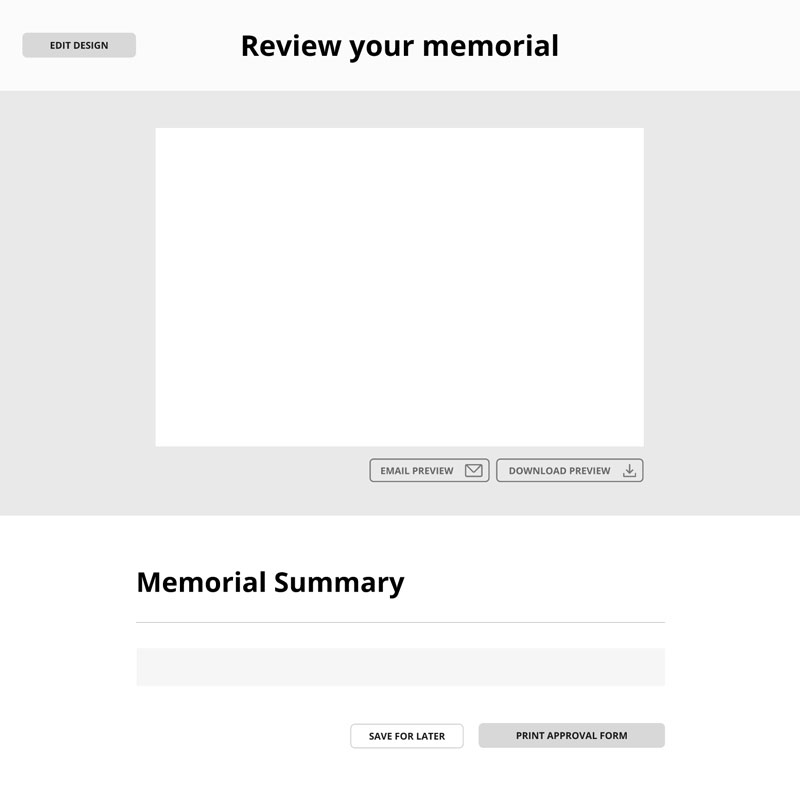 EDIT DESIGN
Review your memorial
EMAIL PREVIEW
DOWNLOAD PREVIEW
Memorial Summary
SAVE FOR LATER
PRINT APPROVAL FORM